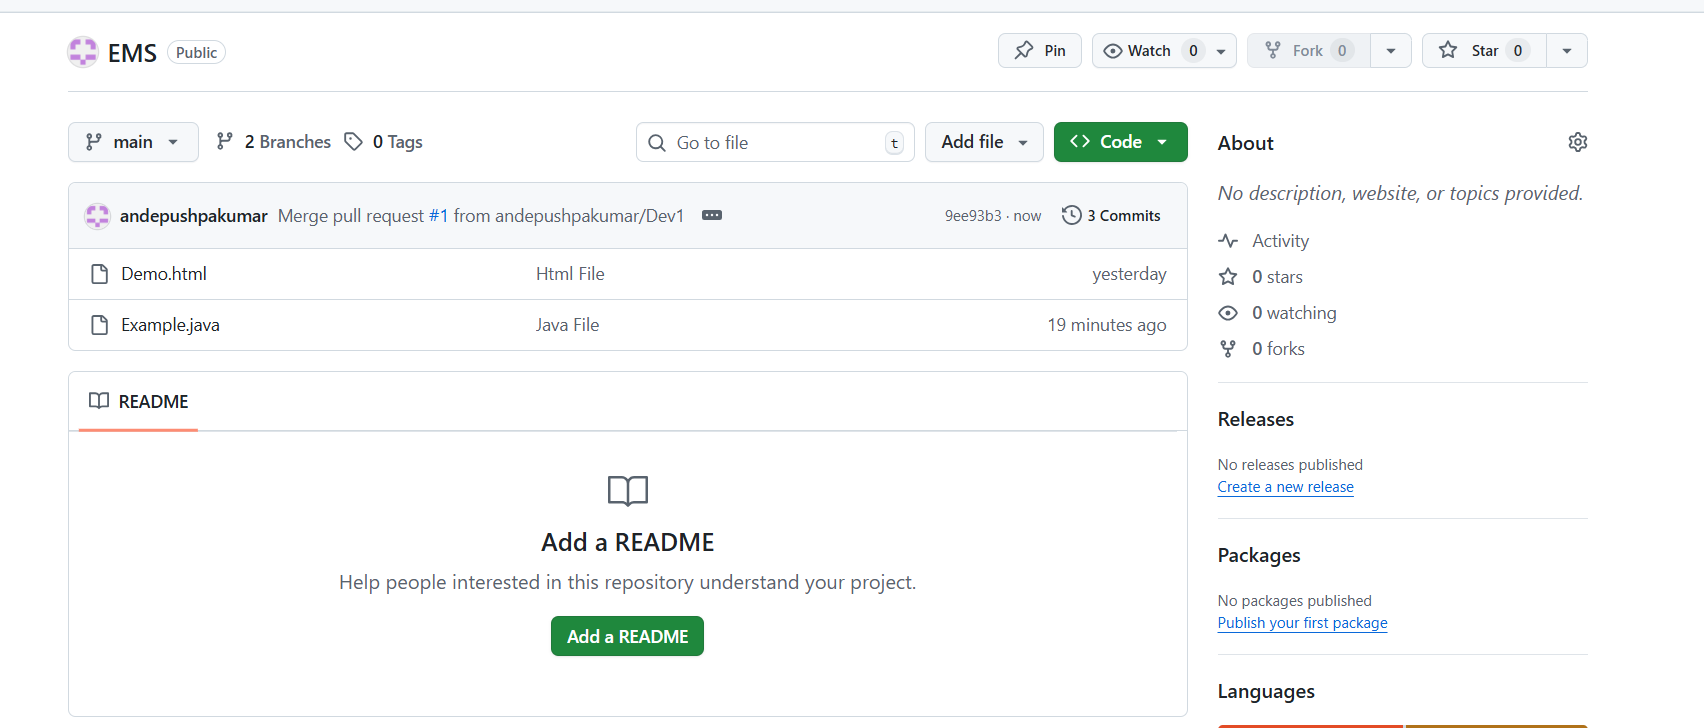 EMS Public
Pin
Watch 0
Fork 0
Star 0
main
2 Branches
0 Tags
Go to file t
Add file
Code
andepushpakumar Merge pull request #1 from andepushpakumar/Dev1
9ee93b3 · now
3 Commits
Demo.html Html File yesterday
Example.java Java File 19 minutes ago
README
Add a README
Help people interested in this repository understand your project.
Add a README
About
No description, website, or topics provided.
Activity
0 stars
0 watching
0 forks
Releases
No releases published
Create a new release
Packages
No packages published
Publish your first package
Languages